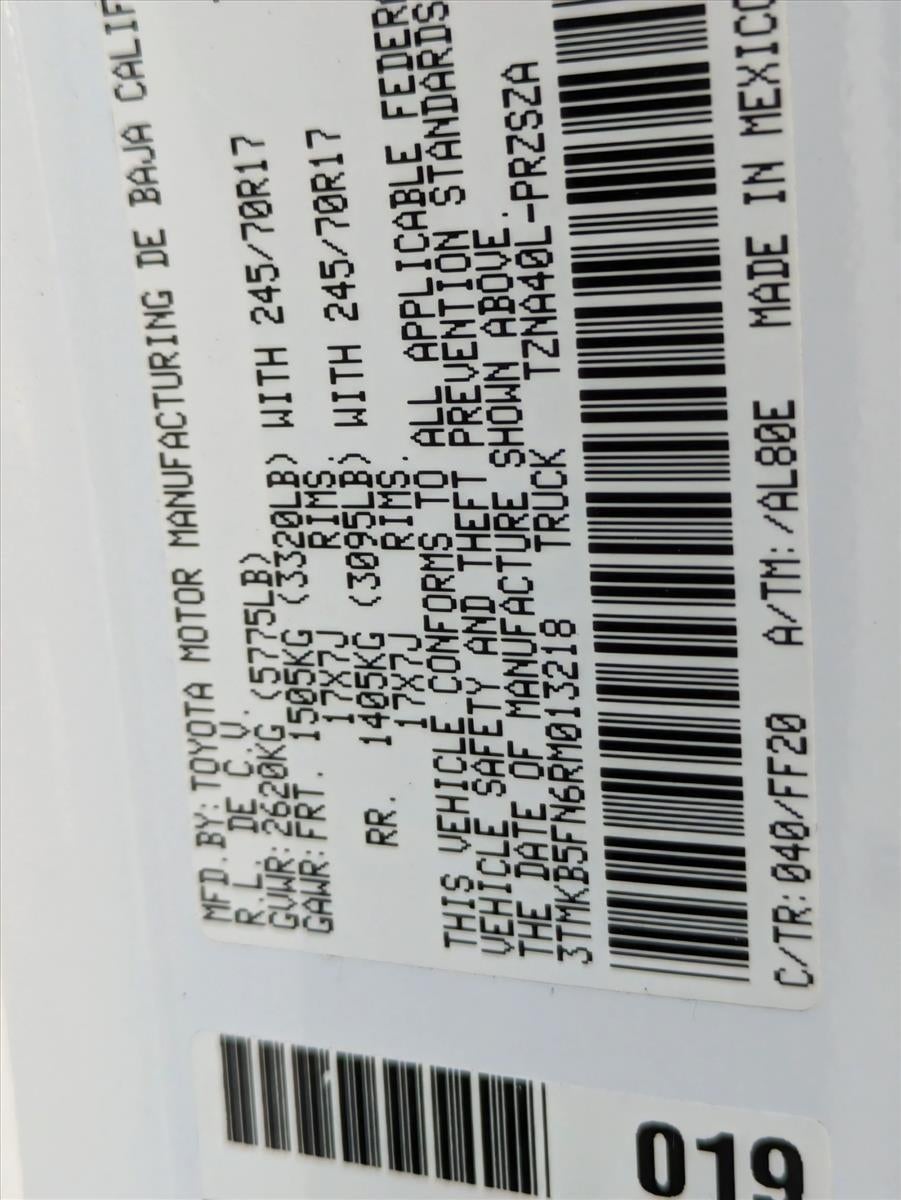 MFD.BY:TOYOTA MOTOR MANUFACTURING DE BAJA CALIF
R.L. DE C.V.
GVWR:2620KG (5775LB)
GAWR:FRT. 1505KG (3320LB) WITH 245/70R17
17X7J RIMS,
RR. 1405KG (3095LB) WITH 245/70R17
17X7J RIMS.
THIS VEHICLE CONFORMS TO ALL APPLICABLE FEDER
VEHICLE SAFETY AND THEFT PREVENTION STANDARDS
THE DATE OF MANUFACTURE SHOWN ABOVE.
3TMKB5FN6RM013218 TRUCK TZNA40L-PRZSZA
C/TR:040/FF20 A/TM:/AL80E MADE IN MEXICO
019